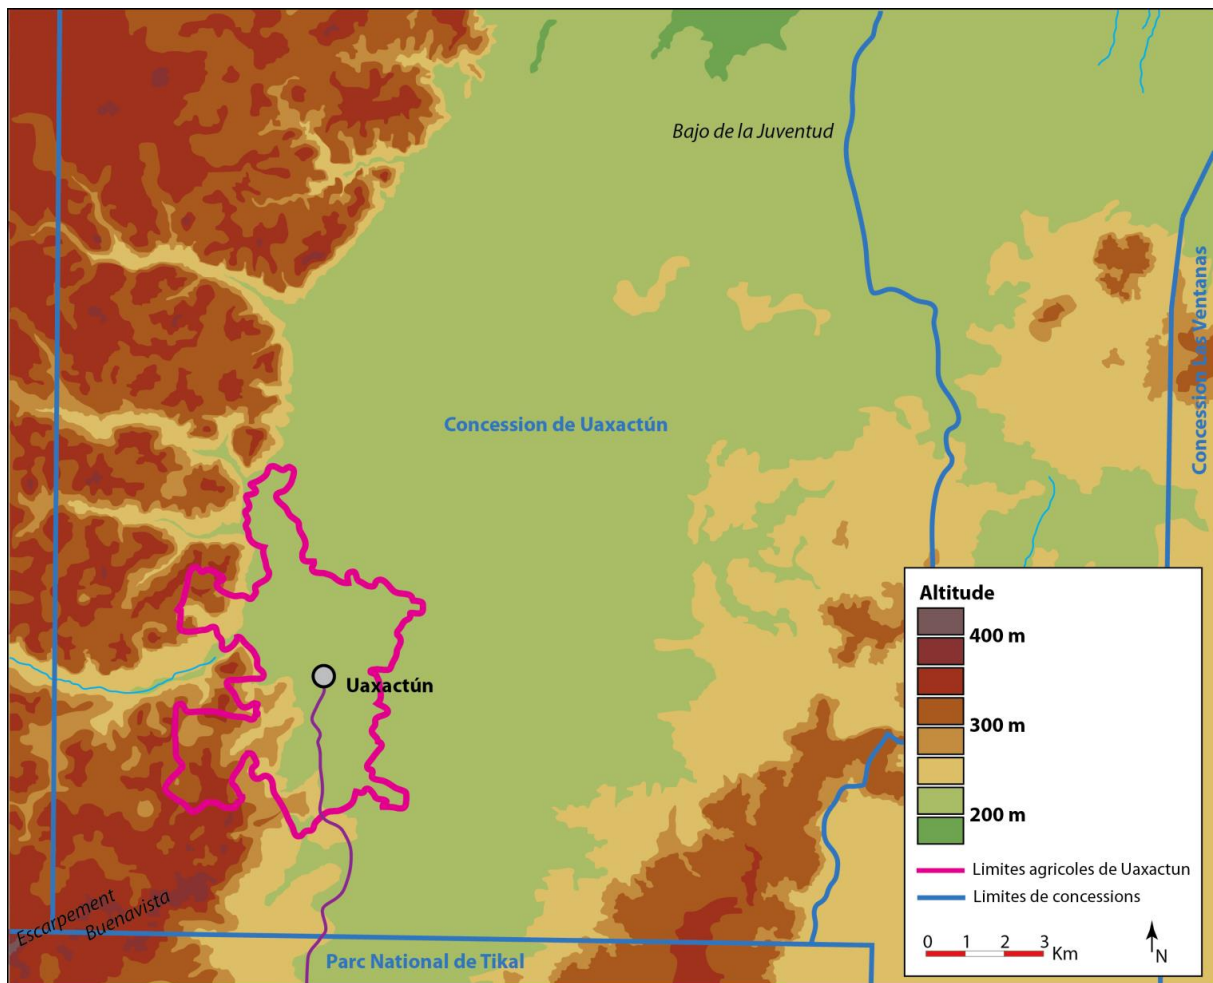 Bajo de la Juventud
Concession Los Ventanas
Concession de Uaxactún
Uaxactún
Escarpement
Buenavista
Parc National de Tikal
Altitude
400 m
300 m
200 m
Limites agricoles de Uaxactun
Limites de concessions
0 1 2 3
Km
N